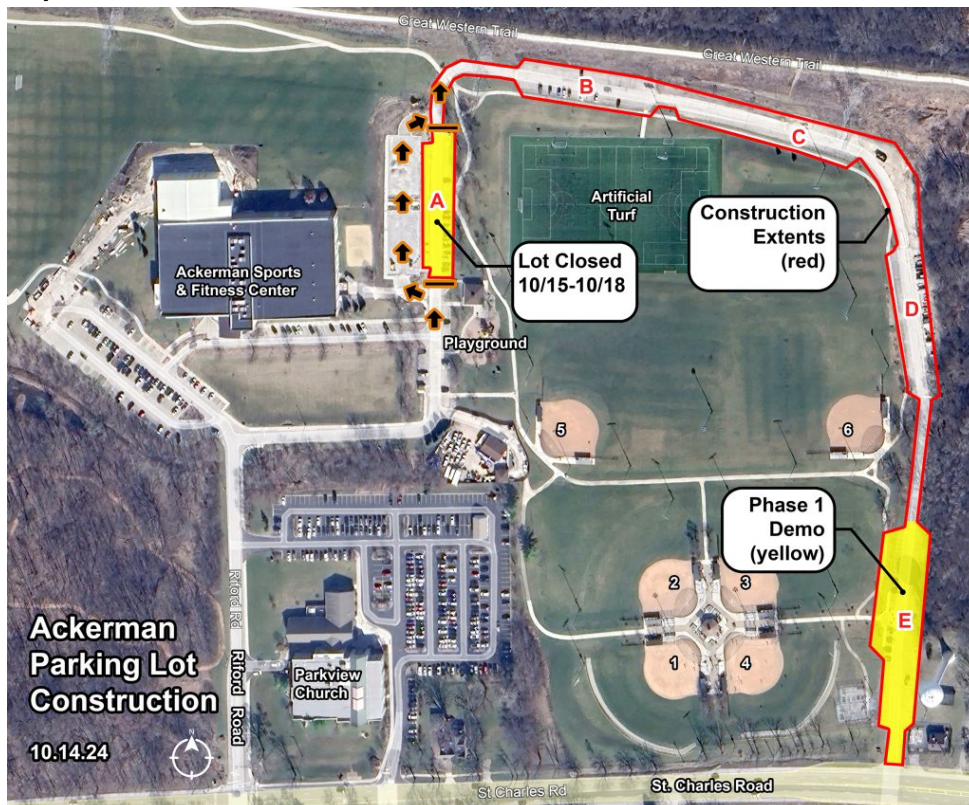 Great Western Trail
Great Western Trail
B
C
A
Artificial
Turf
Construction
Extents
(red)
Lot Closed
10/15-10/18
Ackerman Sports
& Fitness Center
D
Playground
5
6
Phase 1
Demo
(yellow)
2
3
E
1
4
Riford Rd
Riford Road
Parkview
Church
Ackerman
Parking Lot
Construction
10.14.24
N
St. Charles Rd
St. Charles Road